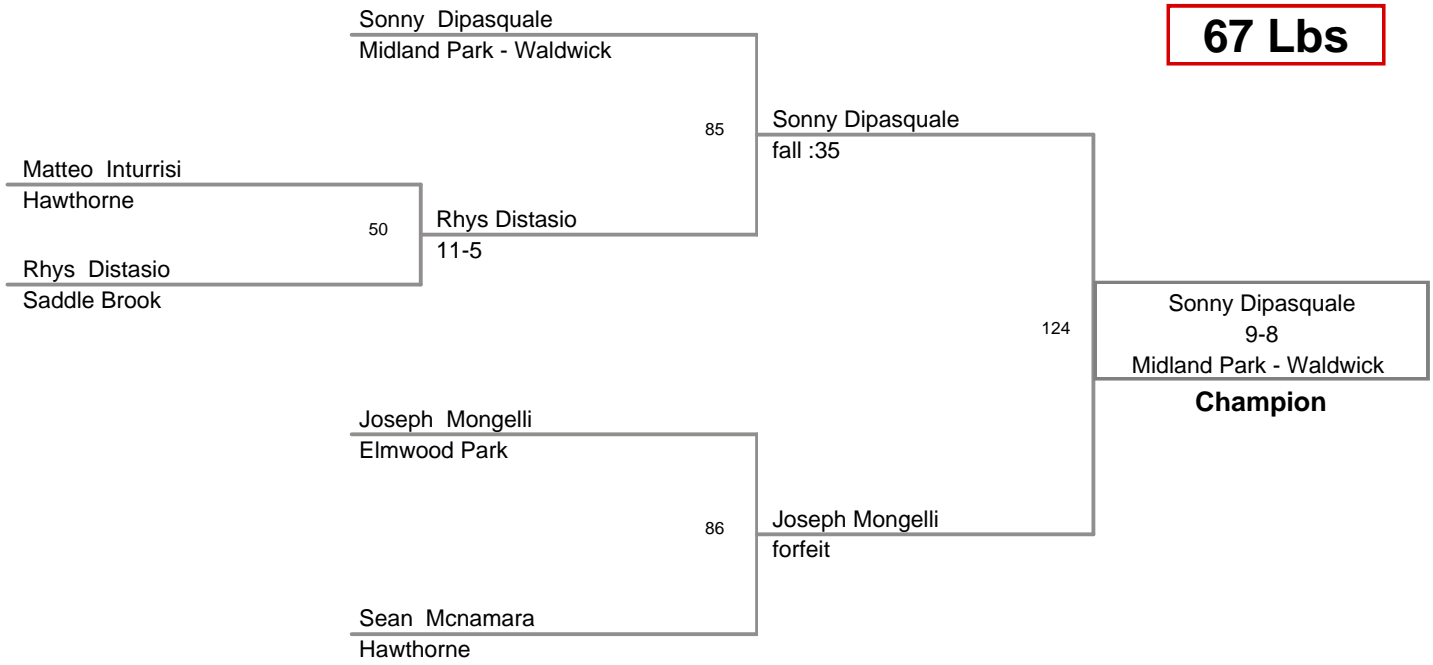 67 Lbs
Sonny Dipasquale
Midland Park - Waldwick
85
Sonny Dipasquale
fall :35
Matteo Inturrisi
Hawthorne
50
Rhys Distasio
11-5
Rhys Distasio
Saddle Brook
124
Sonny Dipasquale
9-8
Midland Park - Waldwick
Champion
Joseph Mongelli
Elmwood Park
86
Joseph Mongelli
forfeit
Sean Mcnamara
Hawthorne